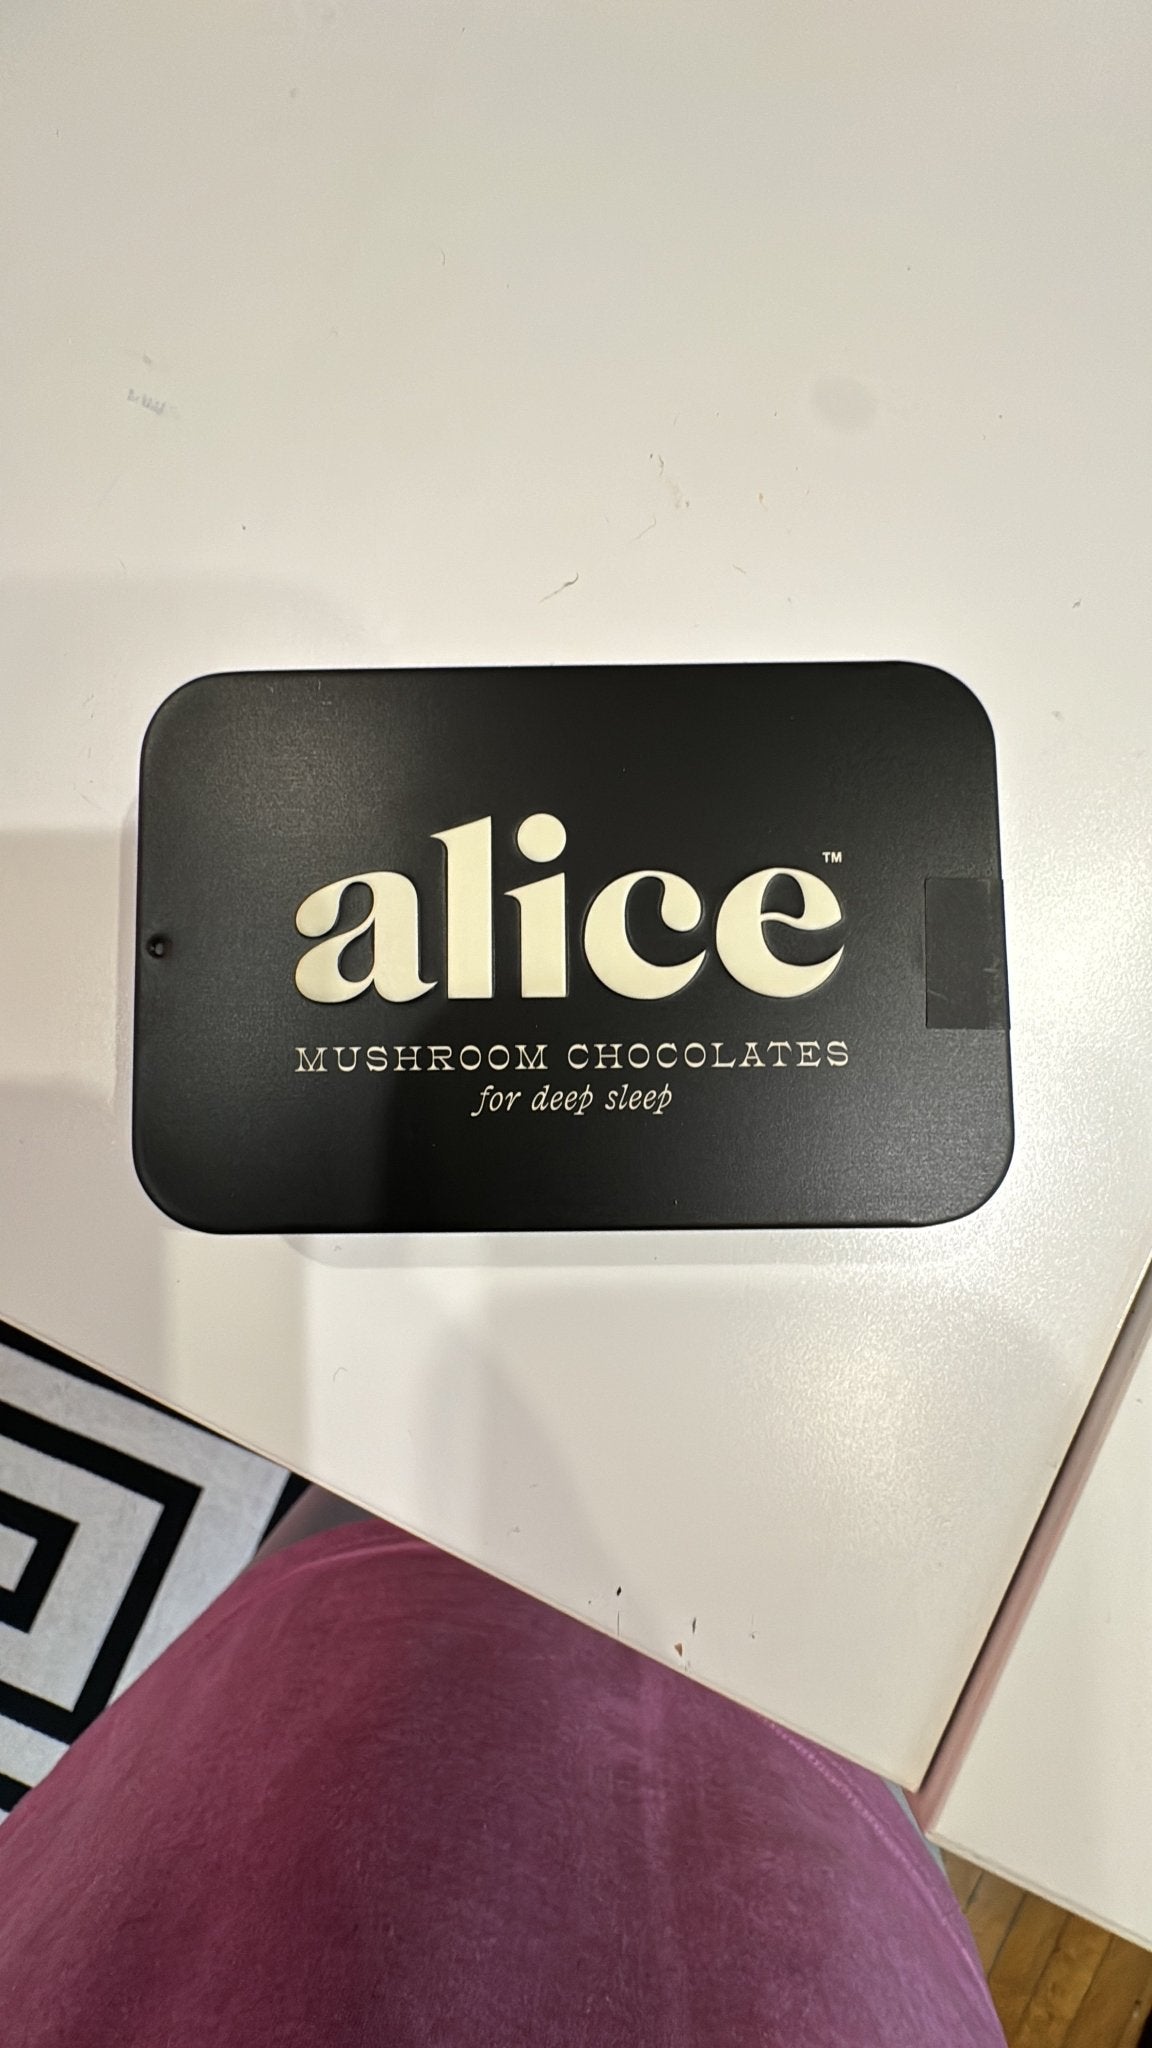 alice™
MUSHROOM CHOCOLATES
for deep sleep